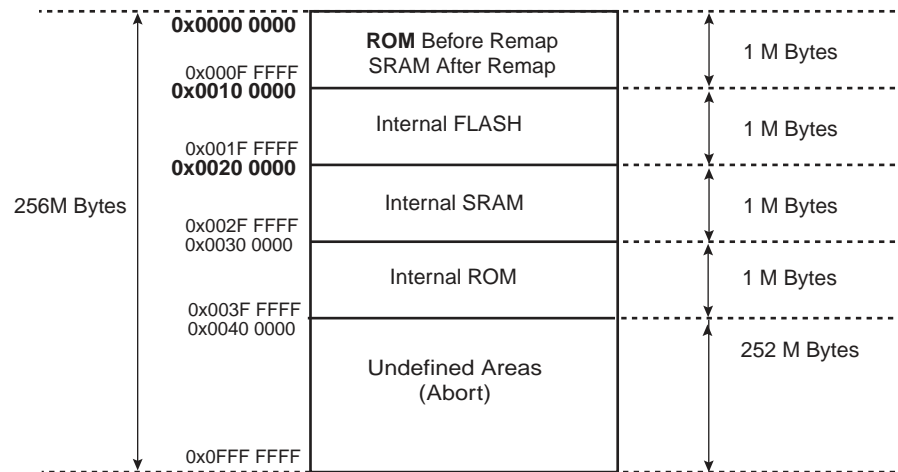 0x0000 0000
ROM Before Remap
SRAM After Remap
1 M Bytes
0x000F FFFF
0x0010 0000
Internal FLASH
1 M Bytes
0x001F FFFF
0x0020 0000
256M Bytes
Internal SRAM
1 M Bytes
0x002F FFFF
0x0030 0000
Internal ROM
1 M Bytes
0x003F FFFF
0x0040 0000
Undefined Areas
(Abort)
252 M Bytes
0x0FFF FFFF